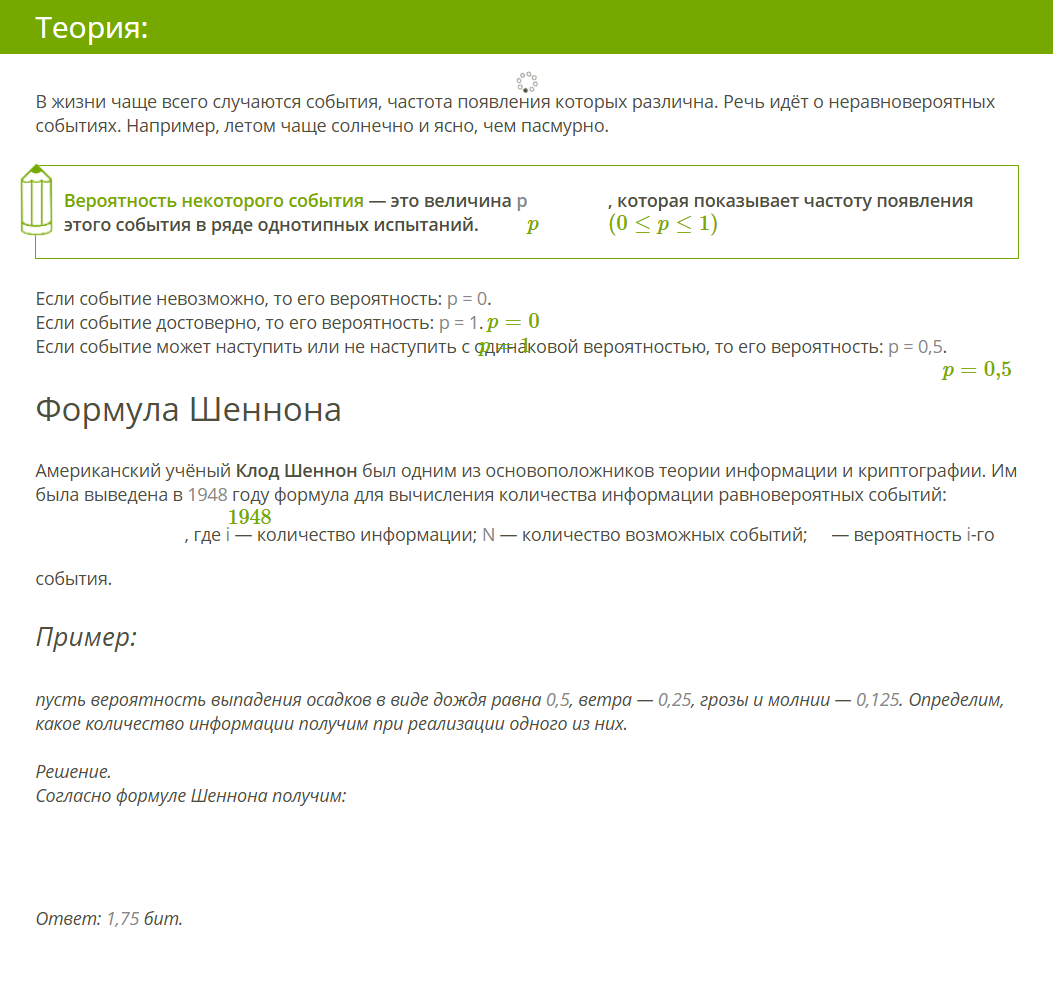 Теория:
В жизни чаще всего случаются события, частота появления которых различна. Речь идёт о неравновероятных
событиях. Например, летом чаще солнечно и ясно, чем пасмурно.
Вероятность некоторого события — это величина p , которая показывает частоту появления
этого события в ряде однотипных испытаний. p (0 ≤ p ≤ 1)
Если событие невозможно, то его вероятность: p = 0.
Если событие достоверно, то его вероятность: p = 1. p = 0
Если событие может наступить или не наступить с одинаковой вероятностью, то его вероятность: p = 0,5.
p = 1
p = 0,5
Формула Шеннона
Американский учёный Клод Шеннон был одним из основоположников теории информации и криптографии. Им
была выведена в 1948 году формула для вычисления количества информации равновероятных событий:
1948
, где i — количество информации; N — количество возможных событий; — вероятность i-го
события.
Пример:
пусть вероятность выпадения осадков в виде дождя равна 0,5, ветра — 0,25, грозы и молнии — 0,125. Определим,
какое количество информации получим при реализации одного из них.
Решение.
Согласно формуле Шеннона получим:
Ответ: 1,75 бит.